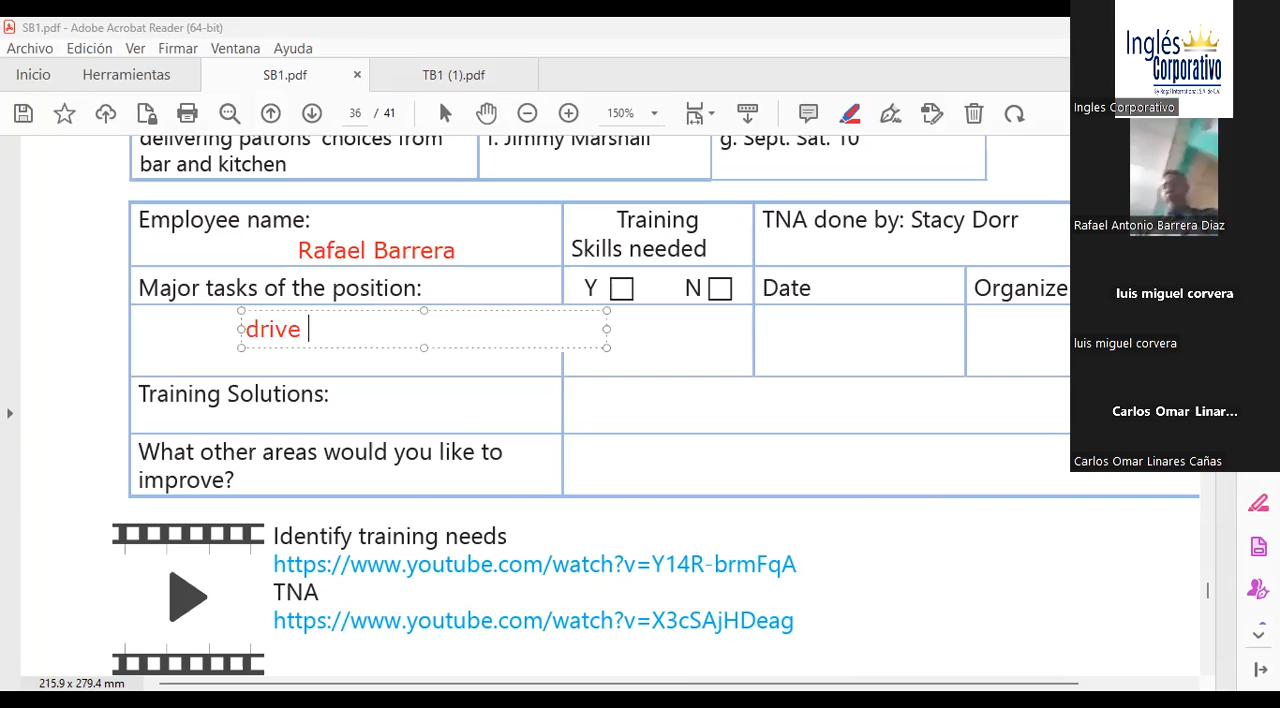 SB1.pdf - Adobe Acrobat Reader (64-bit)
Archivo Edición Ver Firmar Ventana Ayuda
Inicio Herramientas SB1.pdf × TB1 (1).pdf
36 / 41 150%
delivering patrons' choices from
bar and kitchen
f. Jimmy Marshall
g. Sept. Sat. 10
Employee name:
Rafael Barrera
Training
Skills needed
TNA done by: Stacy Dorr
Major tasks of the position:
Y N
Date
Organize
drive
Training Solutions:
What other areas would you like to
improve?
Identify training needs
https://www.youtube.com/watch?v=Y14R-brmFqA
TNA
https://www.youtube.com/watch?v=X3cSAjHDeag
215.9 x 279.4 mm
Inglés
Corporativo
Ingles Corporativo
Rafael Antonio Barrera Diaz
luis miguel corvera
luis miguel corvera
Carlos Omar Linar...
Carlos Omar Linares Cañas